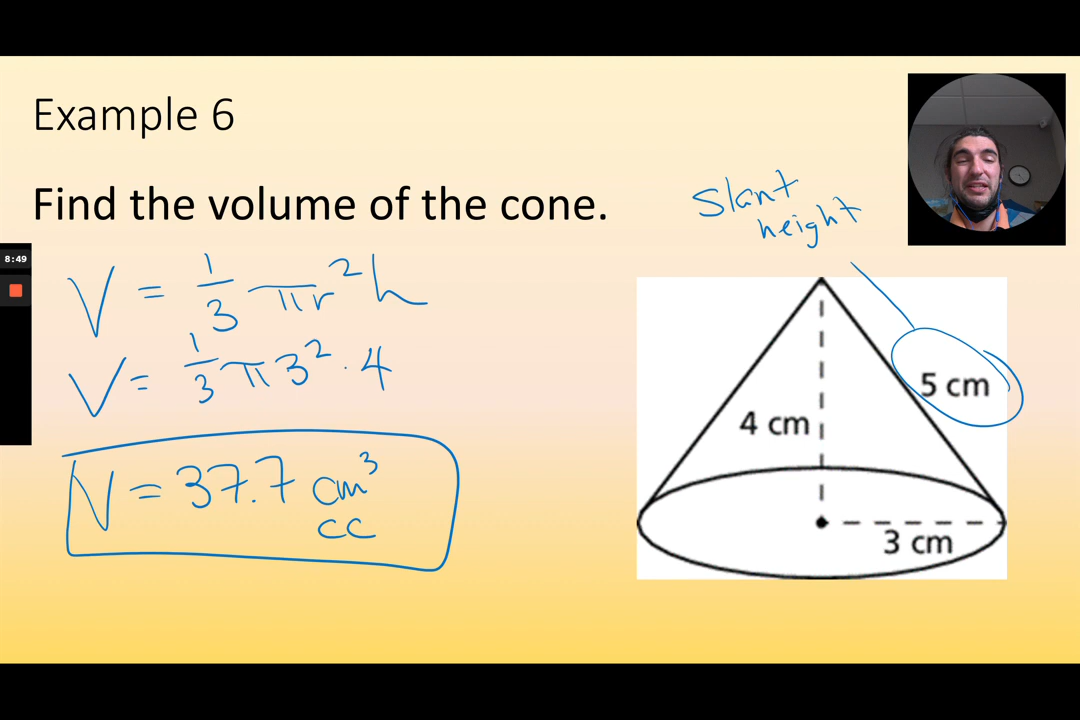 Example 6
Find the volume of the cone.
Slant
height
8:49
V = 1/3 πr²h
V = 1/3 π3² · 4
V = 37.7 cm³
cc
5 cm
4 cm
3 cm